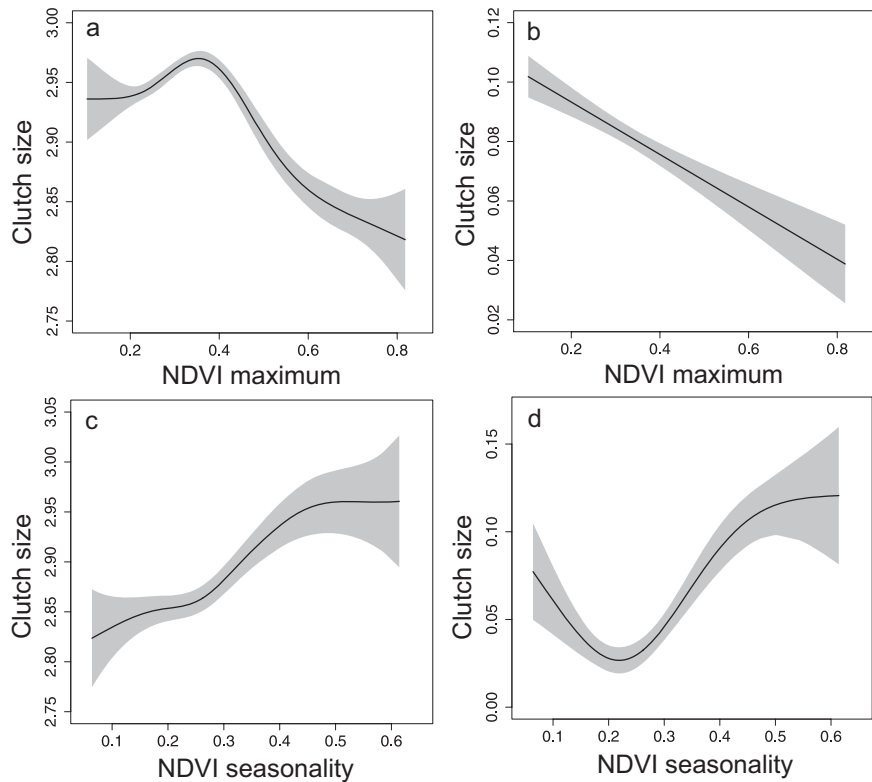 a
Clutch size
3.00
2.95
2.90
2.85
2.80
2.75
0.2 0.4 0.6 0.8
NDVI maximum
b
Clutch size
0.12
0.10
0.08
0.06
0.04
0.02
0.2 0.4 0.6 0.8
NDVI maximum
c
Clutch size
3.05
3.00
2.95
2.90
2.85
2.80
2.75
0.1 0.2 0.3 0.4 0.5 0.6
NDVI seasonality
d
Clutch size
0.15
0.10
0.05
0.00
0.1 0.2 0.3 0.4 0.5 0.6
NDVI seasonality